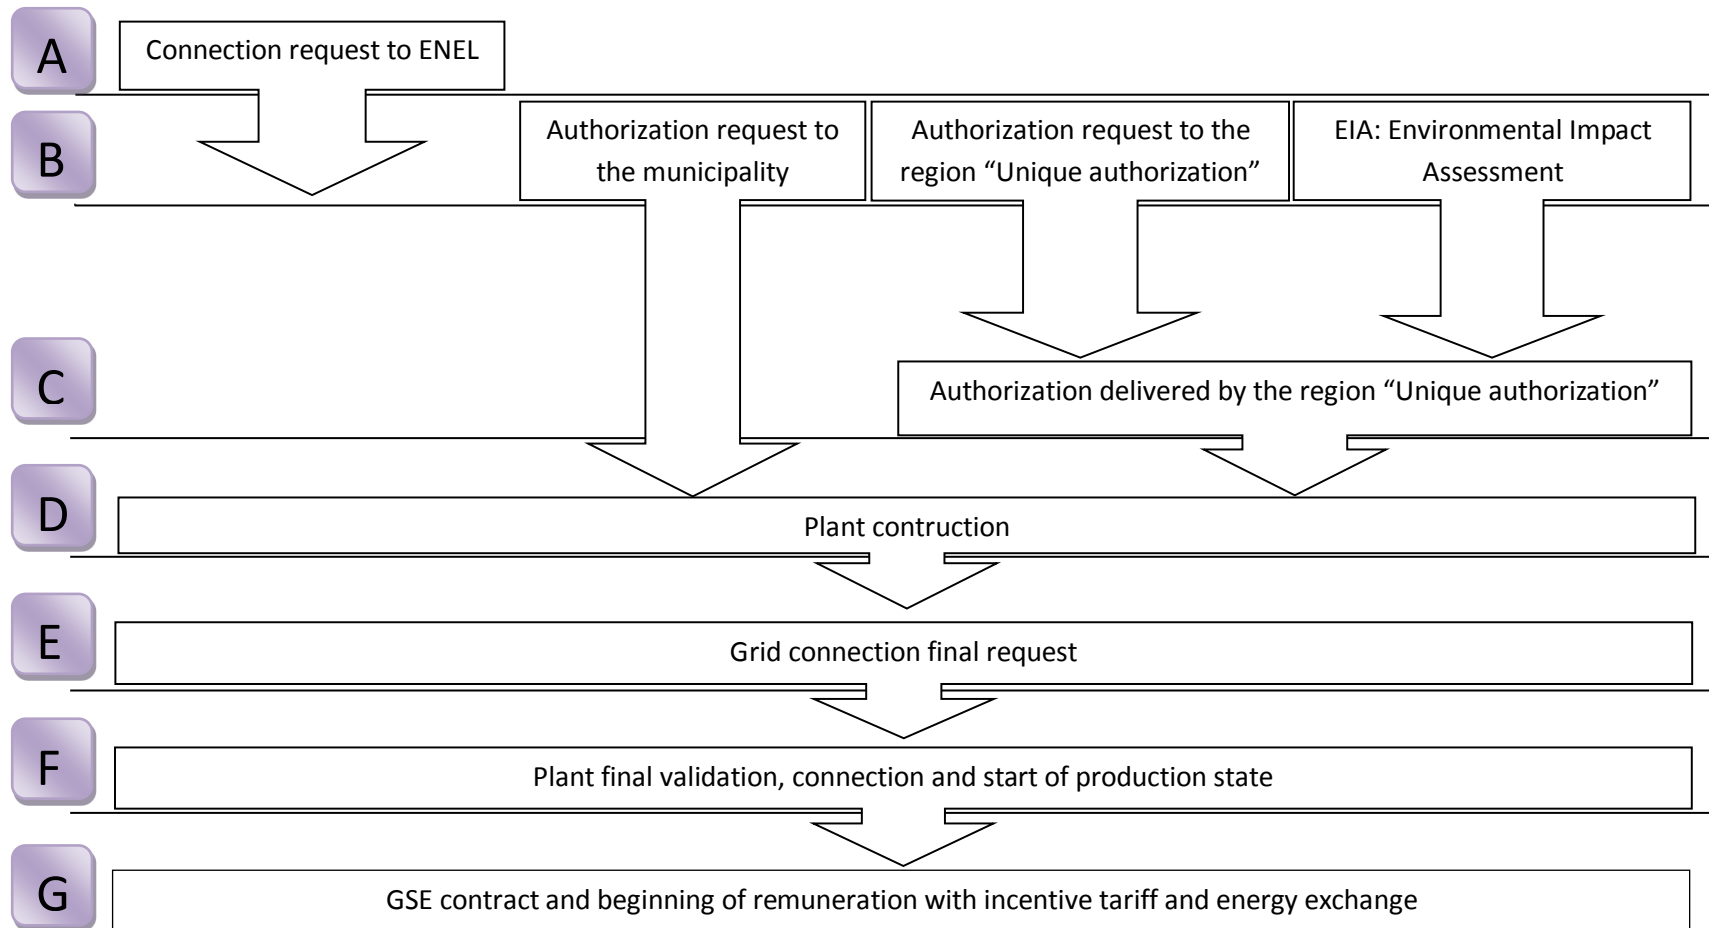 A
Connection request to ENEL
B
Authorization request to
the municipality
Authorization request to the
region “Unique authorization”
EIA: Environmental Impact
Assessment
C
Authorization delivered by the region “Unique authorization”
D
Plant contruction
E
Grid connection final request
F
Plant final validation, connection and start of production state
G
GSE contract and beginning of remuneration with incentive tariff and energy exchange